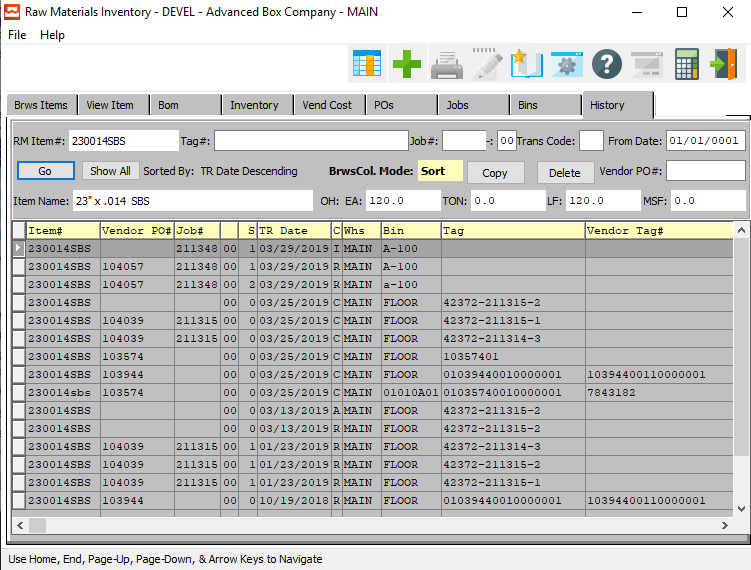 Raw Materials Inventory - DEVEL - Advanced Box Company - MAIN
File Help
Brws Items View Item Bom Inventory Vend Cost POs Jobs Bins History
RM Item#: 230014SBS Tag#: Job#: -: 00 Trans Code: From Date: 01/01/0001
Go Show All Sorted By: TR Date Descending BrwsCol. Mode: Sort Copy Delete Vendor PO#:
Item Name: 23" x .014 SBS OH: EA: 120.0 TON: 0.0 LF: 120.0 MSF: 0.0
Item# Vendor PO# Job# S TR Date C Whs Bin Tag Vendor Tag#
230014SBS 211348 00 1 03/29/2019 I MAIN A-100
230014SBS 104057 211348 00 1 03/29/2019 R MAIN A-100
230014SBS 104057 211348 00 2 03/29/2019 R MAIN a-100
230014SBS 00 0 03/25/2019 C MAIN FLOOR 42372-211315-2
230014SBS 104039 211315 00 0 03/25/2019 C MAIN FLOOR 42372-211315-1
230014SBS 104039 211315 00 0 03/25/2019 C MAIN FLOOR 42372-211314-3
230014SBS 103574 00 0 03/25/2019 C MAIN FLOOR 10357401
230014SBS 103944 00 0 03/25/2019 C MAIN FLOOR 01039440010000001 10394400110000001
230014sbs 103574 00 0 03/25/2019 C MAIN 01010A01 01035740010000001 7843182
230014SBS 00 0 03/13/2019 A MAIN FLOOR 42372-211315-2
230014SBS 00 0 03/13/2019 C MAIN FLOOR 42372-211315-2
230014SBS 104039 211315 00 1 01/23/2019 R MAIN FLOOR 42372-211314-3
230014SBS 104039 211315 00 1 01/23/2019 R MAIN FLOOR 42372-211315-2
230014SBS 104039 211315 00 1 01/23/2019 R MAIN FLOOR 42372-211315-1
230014SBS 103944 00 0 10/19/2018 R MAIN FLOOR 01039440010000001 10394400110000001
Use Home, End, Page-Up, Page-Down, & Arrow Keys to Navigate